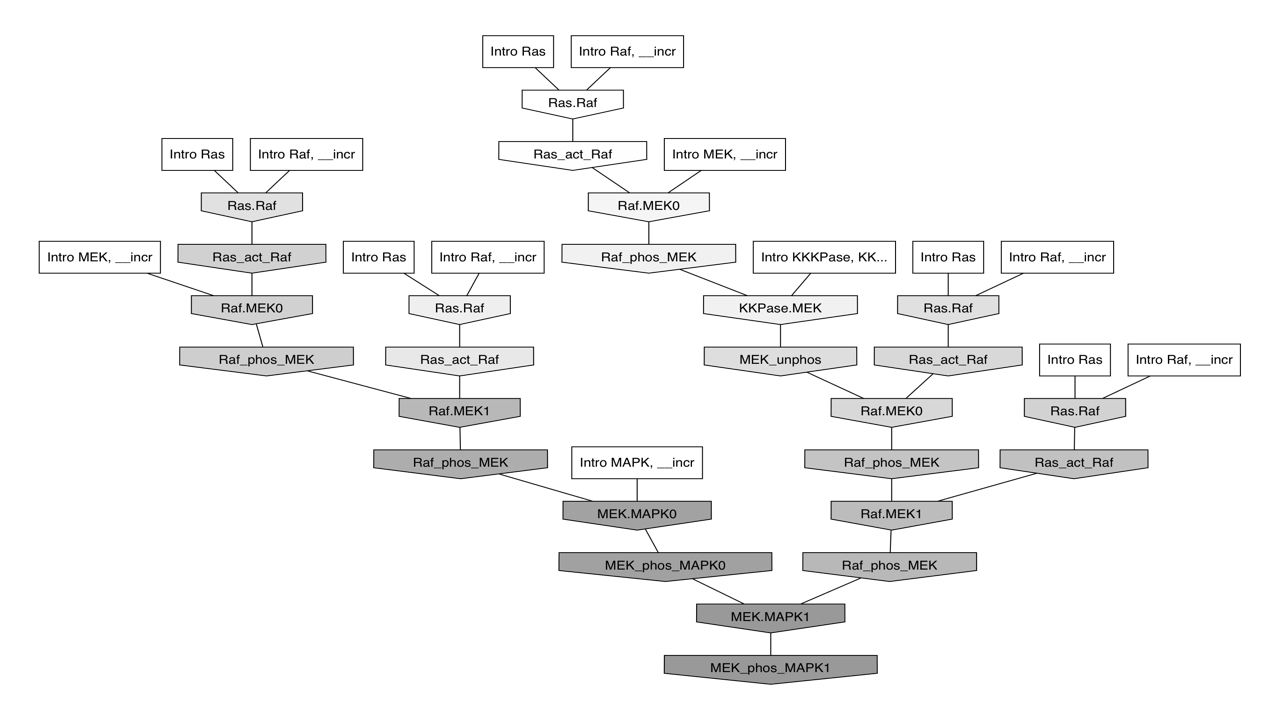 Intro Ras
Intro Raf, __incr
Ras.Raf
Intro Ras
Intro Raf, __incr
Ras_act_Raf
Intro MEK, __incr
Ras.Raf
Raf.MEK0
Intro MEK, __incr
Ras_act_Raf
Intro Ras
Intro Raf, __incr
Raf_phos_MEK
Intro KKKPase, KK...
Intro Ras
Intro Raf, __incr
Raf.MEK0
Ras.Raf
KKPase.MEK
Ras.Raf
Raf_phos_MEK
Ras_act_Raf
MEK_unphos
Ras_act_Raf
Intro Ras
Intro Raf, __incr
Raf.MEK1
Raf.MEK0
Ras.Raf
Raf_phos_MEK
Intro MAPK, __incr
Raf_phos_MEK
Ras_act_Raf
MEK.MAPK0
Raf.MEK1
MEK_phos_MAPK0
Raf_phos_MEK
MEK.MAPK1
MEK_phos_MAPK1